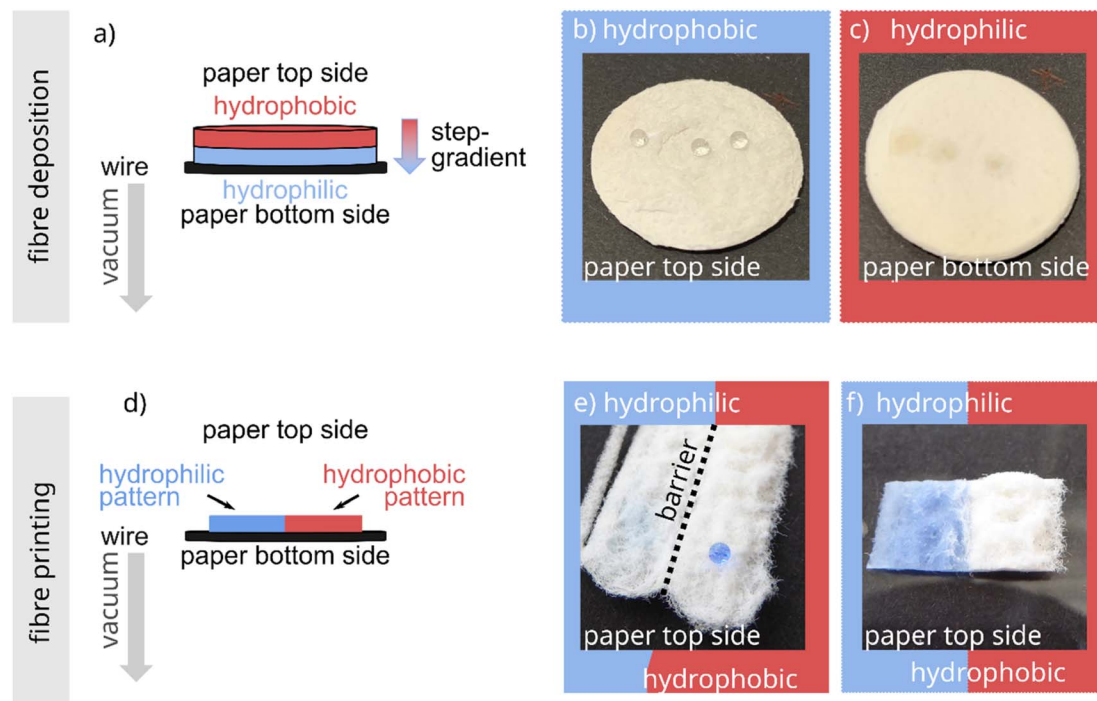 fibre deposition
a)
paper top side
hydrophobic
step-
gradient
wire
hydrophilic
paper bottom side
vacuum
b) hydrophobic
paper top side
c) hydrophilic
paper bottom side
fibre printing
d)
paper top side
hydrophilic
pattern
hydrophobic
pattern
wire
paper bottom side
vacuum
e) hydrophilic
barrier
paper top side
hydrophobic
f) hydrophilic
paper top side
hydrophobic